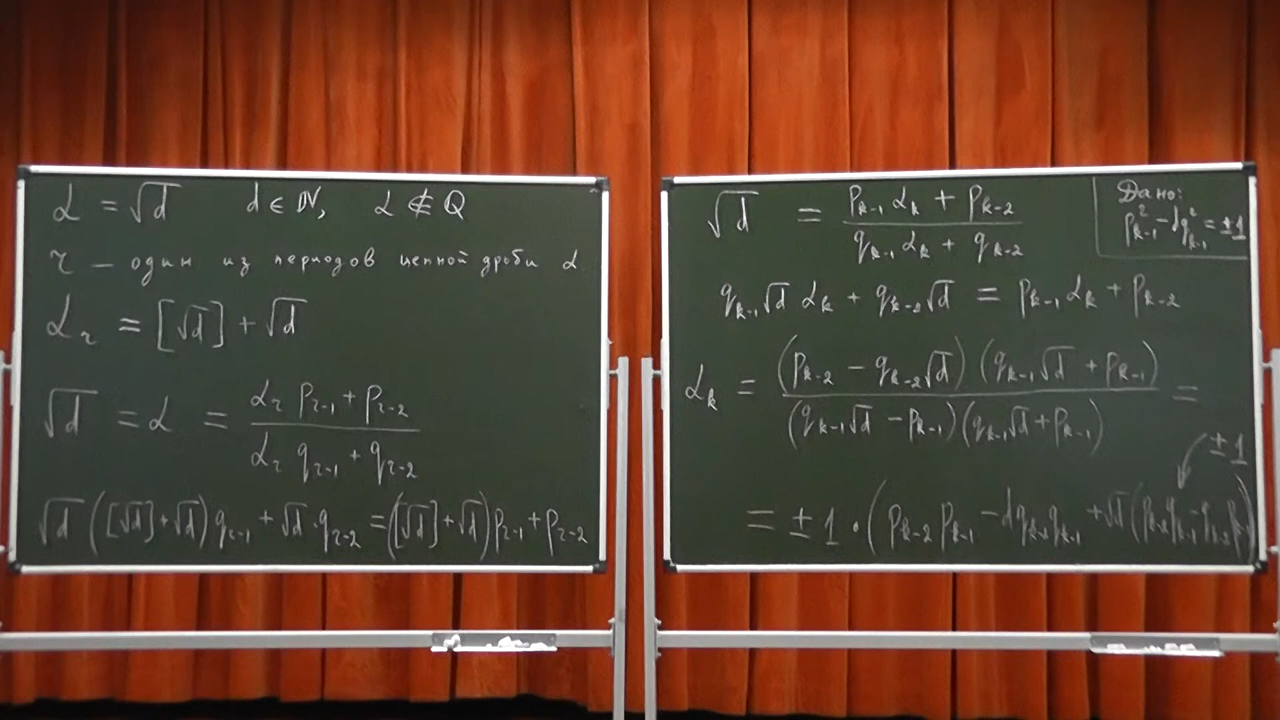 α = √d d ∈ ℕ, α ∉ Q
τ — один из периодов цепной дроби α
α_τ = [√d] + √d
√d = α = (α_τ p_{τ-1} + p_{τ-2}) / (α_τ q_{τ-1} + q_{τ-2})
√d ([√d] + √d) q_{τ-1} + √d · q_{τ-2} = ([√d] + √d) p_{τ-1} + p_{τ-2}
√d = (p_{k-1} α_k + p_{k-2}) / (q_{k-1} α_k + q_{k-2})
Дано:
p²_{k-1} - dq²_{k-1} = ±1
q_{k-1} √d α_k + q_{k-2} √d = p_{k-1} α_k + p_{k-2}
α_k = (p_{k-2} - q_{k-2} √d) (q_{k-1} √d + p_{k-1}) / (q_{k-1} √d - p_{k-1}) (q_{k-1} √d + p_{k-1}) =
±1
= ±1 · (p_{k-2} p_{k-1} - d q_{k-2} q_{k-1} + √d (p_{k-2} q_{k-1} - q_{k-2} p_{k-1}))